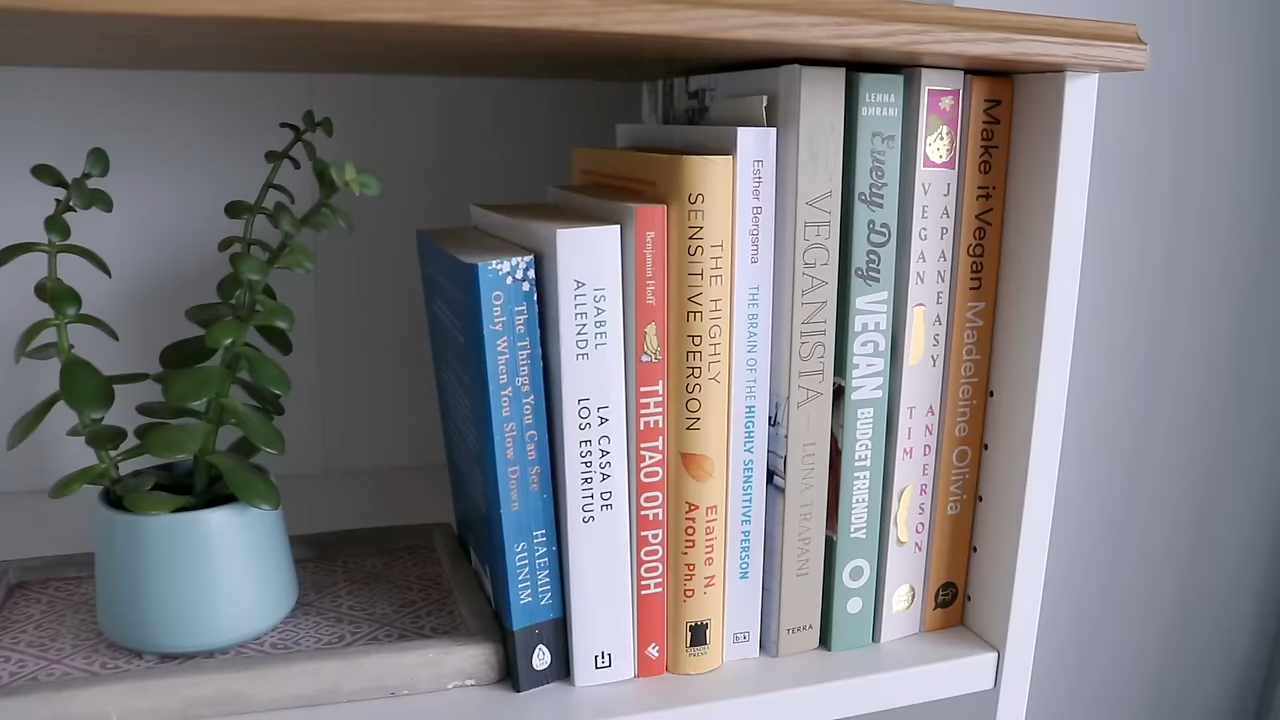 The Things You Can See
Only When You Slow Down
HAEMIN
SUNIM
ISABEL
ALLENDE
LA CASA DE
LOS ESPÍRITUS
Benjamin Hoff
THE TAO OF POOH
THE HIGHLY
SENSITIVE PERSON
Elaine N.
Aron, Ph.D.
CITADEL
PRESS
Esther Bergsma
THE BRAIN OF THE HIGHLY SENSITIVE PERSON
VEGANISTA – LUNA TRAPANI
TERRA
LENNA
OMRANI
Every Day
VEGAN
BUDGET FRIENDLY
VEGAN
JAPANEASY
TIM
ANDERSON
Make it Vegan Madeleine Olivia